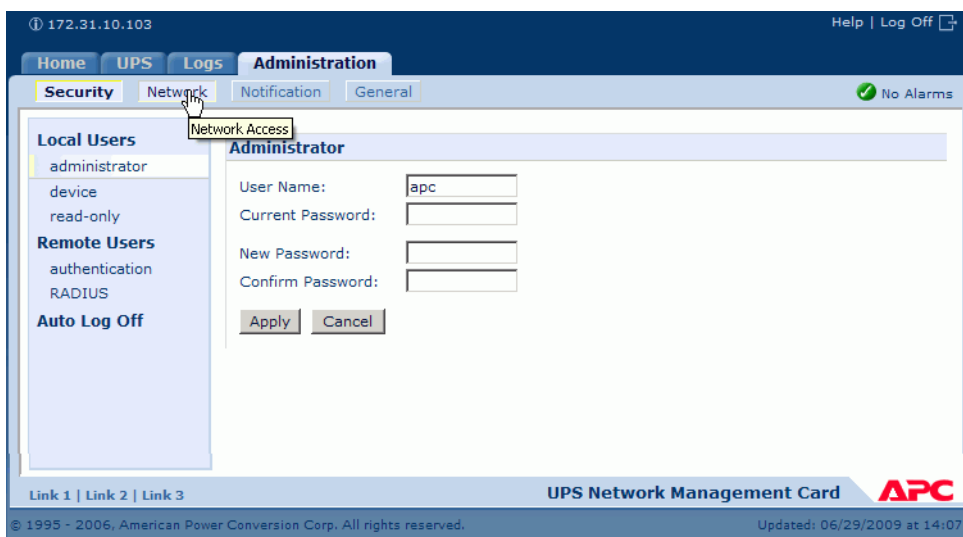 172.31.10.103 Help | Log Off
Home UPS Logs Administration
Security Network Notification General No Alarms
Network Access
Local Users
administrator
device
read-only
Remote Users
authentication
RADIUS
Auto Log Off
Administrator
User Name: apc
Current Password:
New Password:
Confirm Password:
Apply Cancel
Link 1 | Link 2 | Link 3 UPS Network Management Card APC
© 1995 - 2006, American Power Conversion Corp. All rights reserved. Updated: 06/29/2009 at 14:07